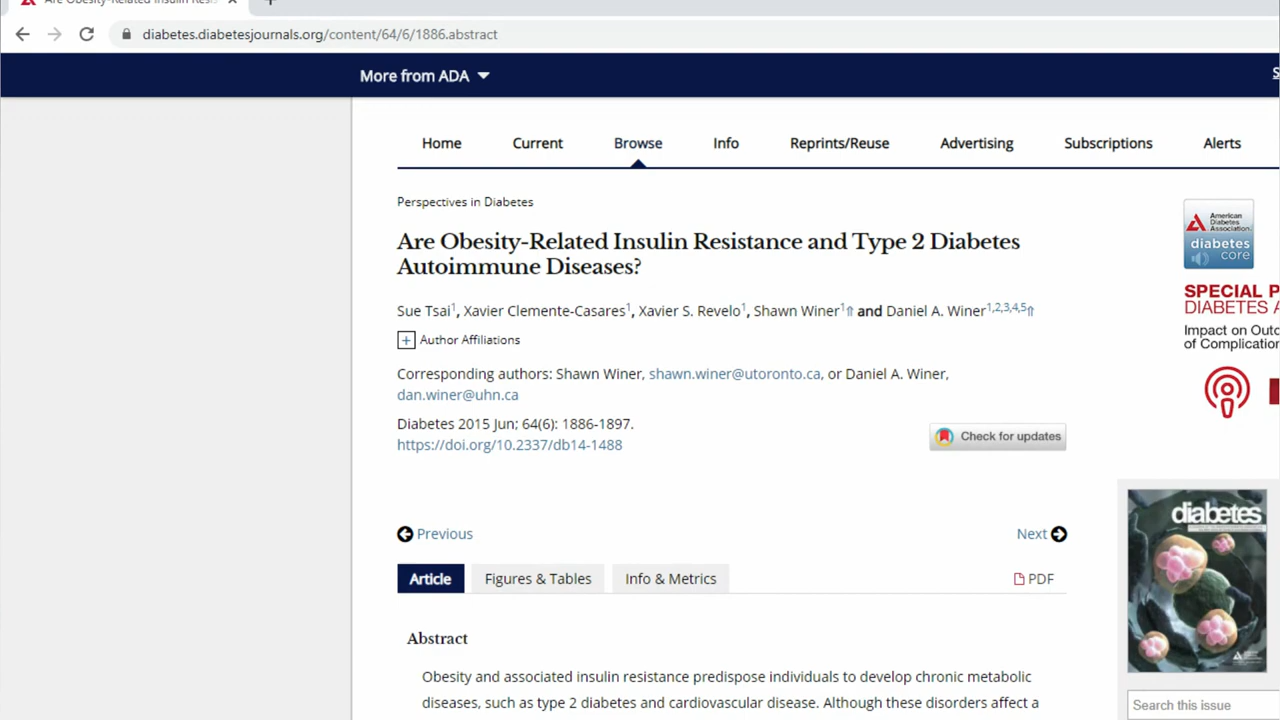 Are Obesity-Related Insulin Resis
diabetes.diabetesjournals.org/content/64/6/1886.abstract
More from ADA
S
Home Current Browse Info Reprints/Reuse Advertising Subscriptions Alerts
Perspectives in Diabetes
Are Obesity-Related Insulin Resistance and Type 2 Diabetes
Autoimmune Diseases?
Sue Tsai1, Xavier Clemente-Casares1, Xavier S. Revelo1, Shawn Winer1⇑ and Daniel A. Winer1,2,3,4,5⇑
+ Author Affiliations
Corresponding authors: Shawn Winer, shawn.winer@utoronto.ca, or Daniel A. Winer,
dan.winer@uhn.ca
Diabetes 2015 Jun; 64(6): 1886-1897.
https://doi.org/10.2337/db14-1488
Check for updates
Previous
Next
Article Figures & Tables Info & Metrics
PDF
Abstract
Obesity and associated insulin resistance predispose individuals to develop chronic metabolic
diseases, such as type 2 diabetes and cardiovascular disease. Although these disorders affect a
American
Diabetes
Association
diabetes
core
SPECIAL P
DIABETES A
Impact on Outc
of Complication
diabetes
Search this issue